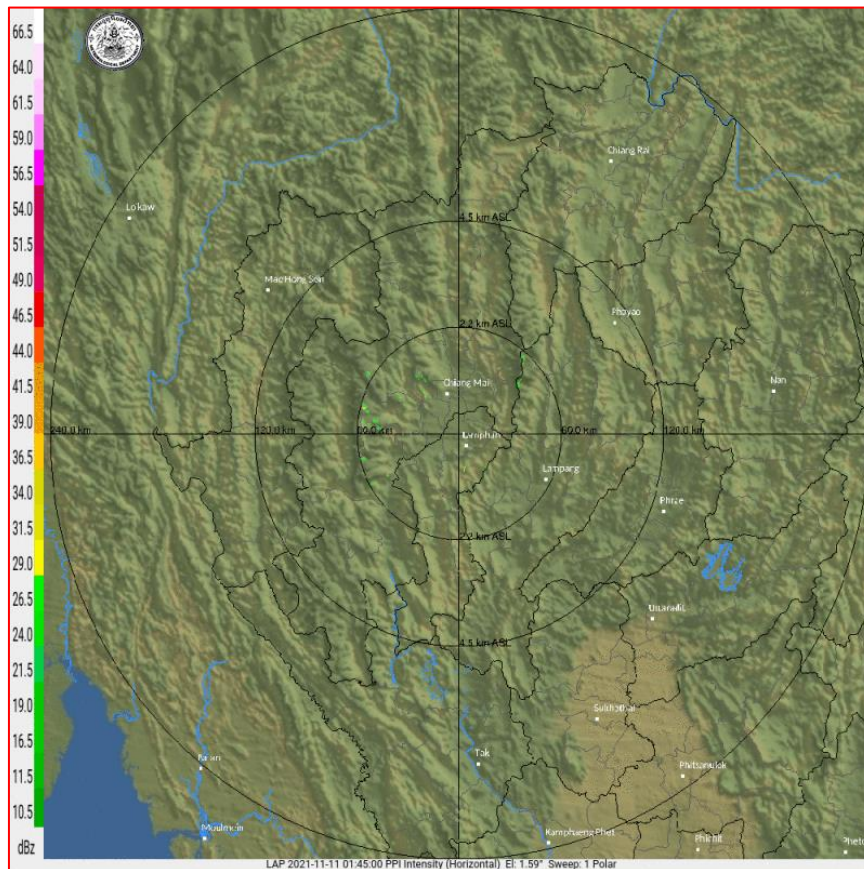 66.5
64.0
61.5
59.0
56.5
54.0
51.5
49.0
46.5
44.0
41.5
39.0
36.5
34.0
31.5
29.0
26.5
24.0
21.5
19.0
16.5
14.0
11.5
10.5
dBz
Chiang Rai
Loikaw
4.5 km ASL
Mae Hong Son
Phayao
2.2 km ASL
Chiang Mai
Nan
240.0 km
120.0 km
60.0 km
120.0 km
Lamphun
Lampang
Phrae
2.2 km ASL
Uttaradit
4.5 km ASL
Sukhothai
Tak
Phitsanulok
Pa-an
Moulmein
Kamphaeng Phet
Phichit
LAP 2021-11-11 01:45:00 PPI Intensity (Horizontal) El: 1.59° Sweep: 1 Polar